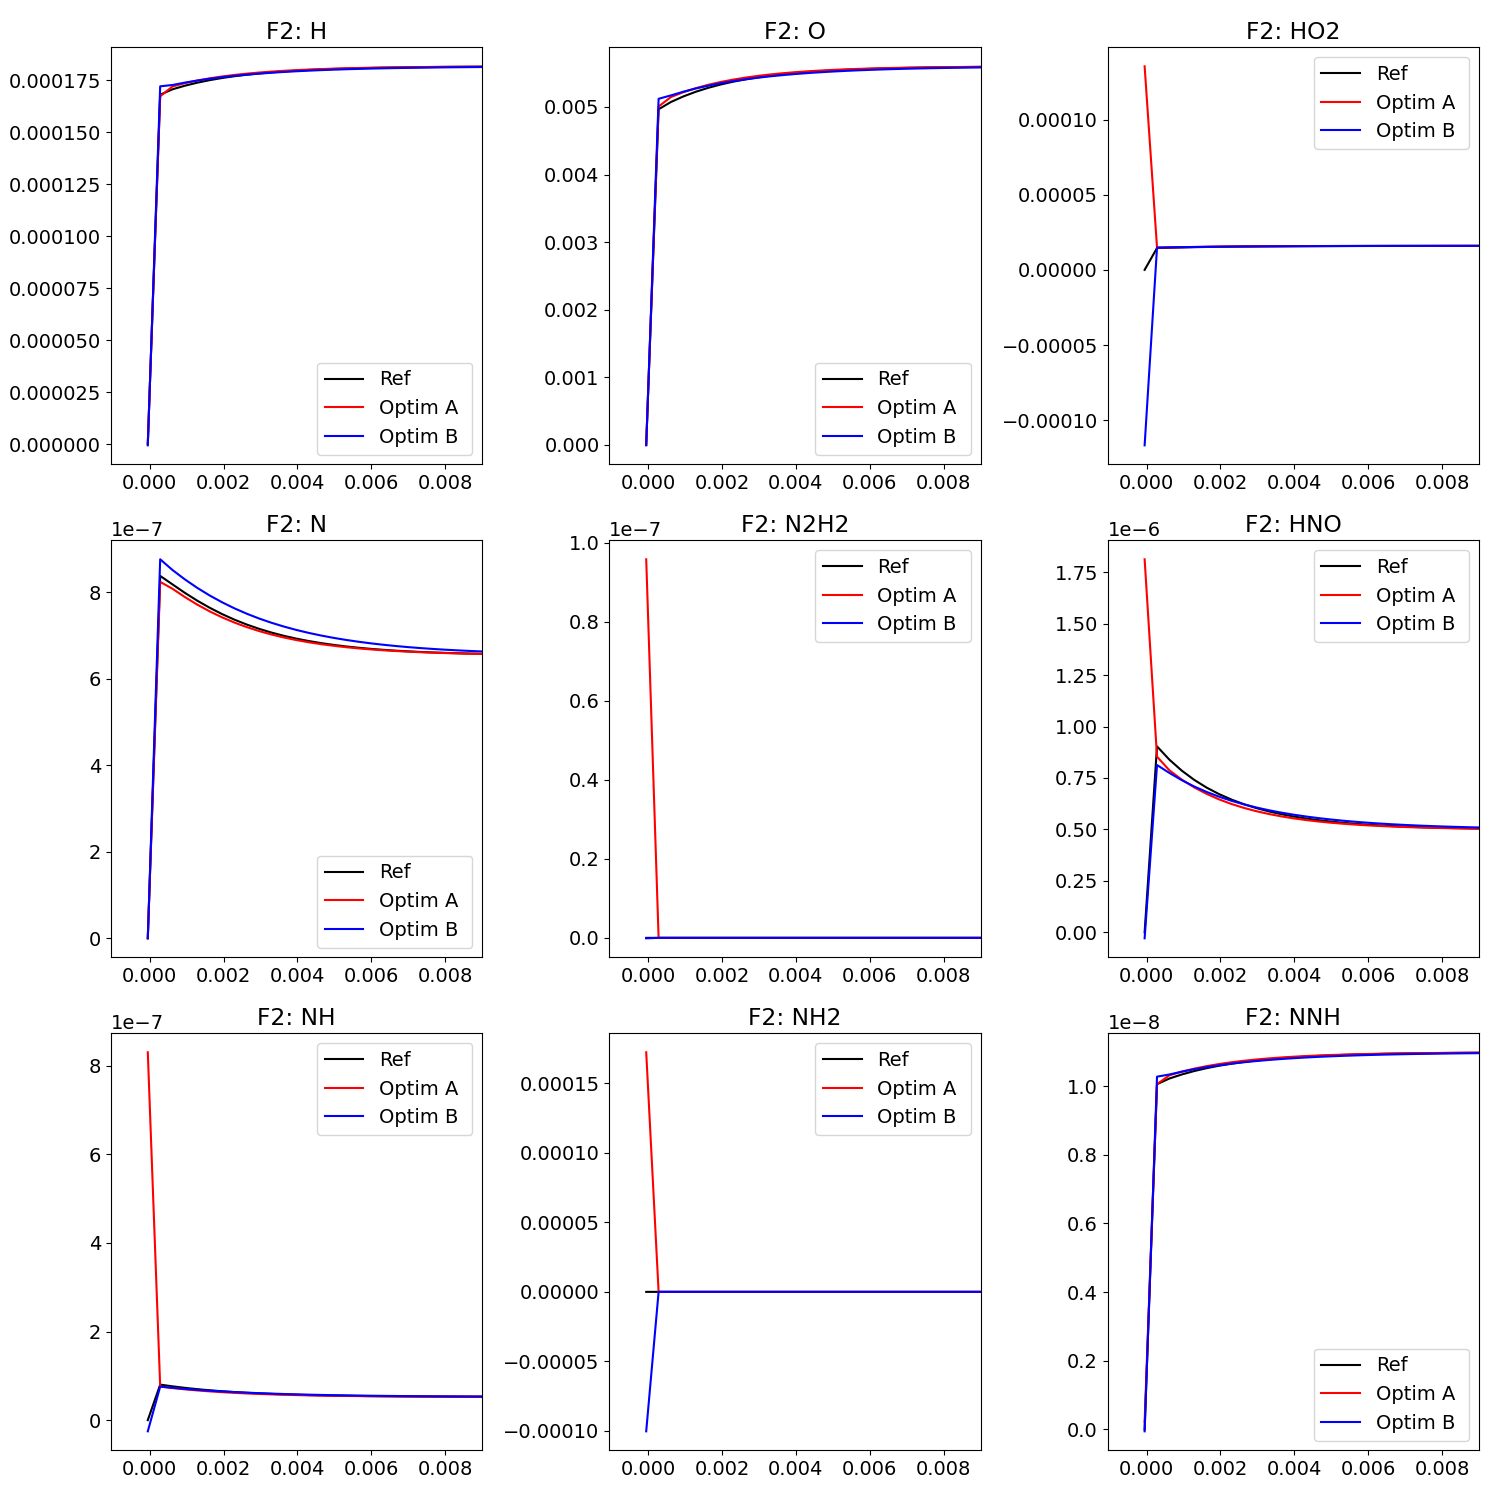 F2: H
0.000175
0.000150
0.000125
0.000100
0.000075
0.000050
0.000025
0.000000
Ref
Optim A
Optim B
0.000 0.002 0.004 0.006 0.008
F2: O
0.005
0.004
0.003
0.002
0.001
0.000
Ref
Optim A
Optim B
0.000 0.002 0.004 0.006 0.008
F2: HO2
0.00010
0.00005
0.00000
−0.00005
−0.00010
Ref
Optim A
Optim B
0.000 0.002 0.004 0.006 0.008
1e−7
F2: N
8
6
4
2
0
Ref
Optim A
Optim B
0.000 0.002 0.004 0.006 0.008
1e−7
F2: N2H2
1.0
0.8
0.6
0.4
0.2
0.0
Ref
Optim A
Optim B
0.000 0.002 0.004 0.006 0.008
1e−6
F2: HNO
1.75
1.50
1.25
1.00
0.75
0.50
0.25
0.00
Ref
Optim A
Optim B
0.000 0.002 0.004 0.006 0.008
1e−7
F2: NH
8
6
4
2
0
Ref
Optim A
Optim B
0.000 0.002 0.004 0.006 0.008
F2: NH2
0.00015
0.00010
0.00005
0.00000
−0.00005
−0.00010
Ref
Optim A
Optim B
0.000 0.002 0.004 0.006 0.008
1e−8
F2: NNH
1.0
0.8
0.6
0.4
0.2
0.0
Ref
Optim A
Optim B
0.000 0.002 0.004 0.006 0.008